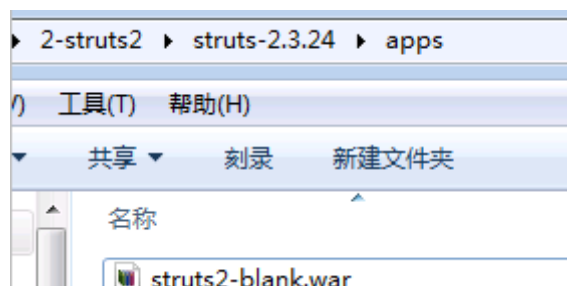 2-struts2 ▸ struts-2.3.24 ▸ apps
工具(T) 帮助(H)
共享 刻录 新建文件夹
名称
struts2-blank.war